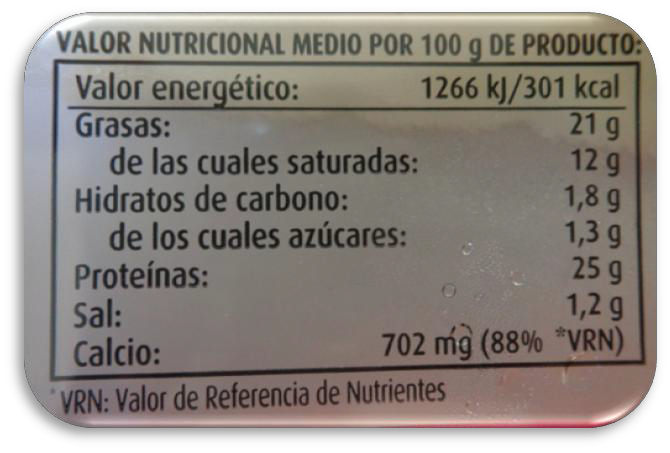 VALOR NUTRICIONAL MEDIO POR 100 g DE PRODUCTO:
Valor energético: 1266 kJ/301 kcal
Grasas: 21 g
de las cuales saturadas: 12 g
Hidratos de carbono: 1,8 g
de los cuales azúcares: 1,3 g
Proteínas: 25 g
Sal: 1,2 g
Calcio: 702 mg (88% *VRN)
*VRN: Valor de Referencia de Nutrientes